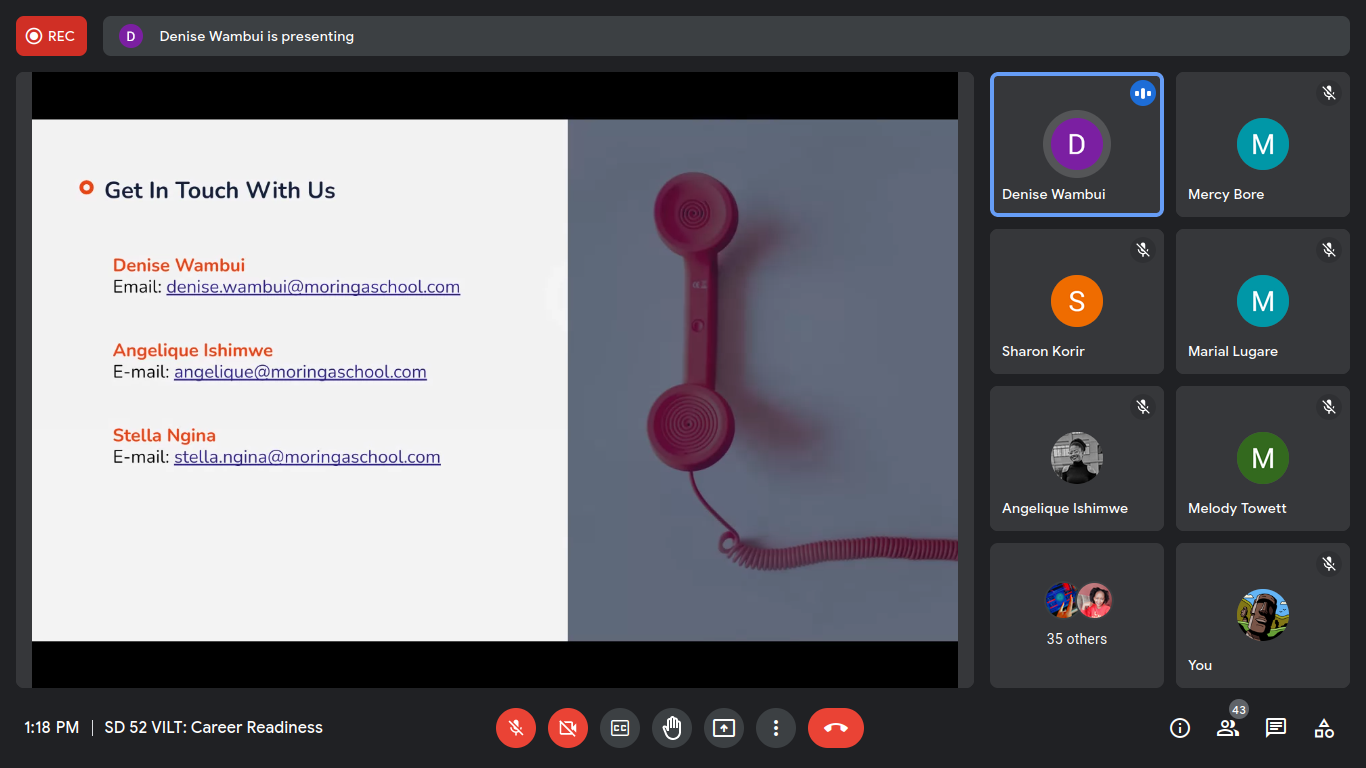 REC
D
Denise Wambui is presenting
Get In Touch With Us
Denise Wambui
Email: denise.wambui@moringaschool.com
Angelique Ishimwe
E-mail: angelique@moringaschool.com
Stella Ngina
E-mail: stella.ngina@moringaschool.com
D
Denise Wambui
M
Mercy Bore
S
Sharon Korir
M
Marial Lugare
Angelique Ishimwe
M
Melody Towett
35 others
You
1:18 PM | SD 52 VILT: Career Readiness
CC
43